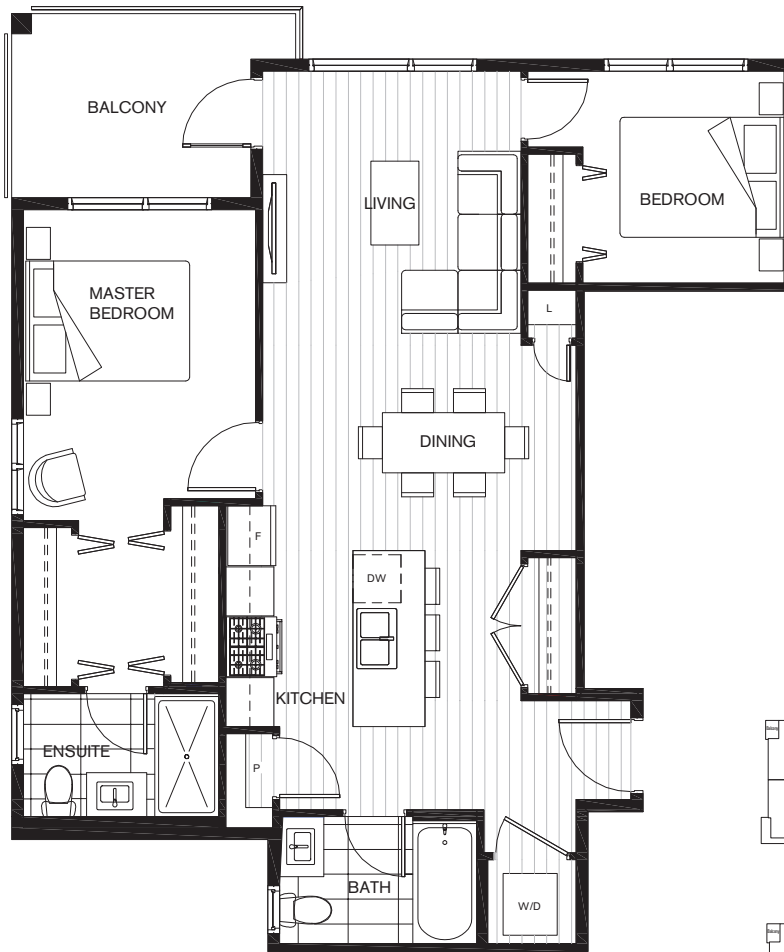 BALCONY
LIVING
BEDROOM
MASTER
BEDROOM
L
DINING
F
DW
KITCHEN
ENSUITE
P
BATH
W/D